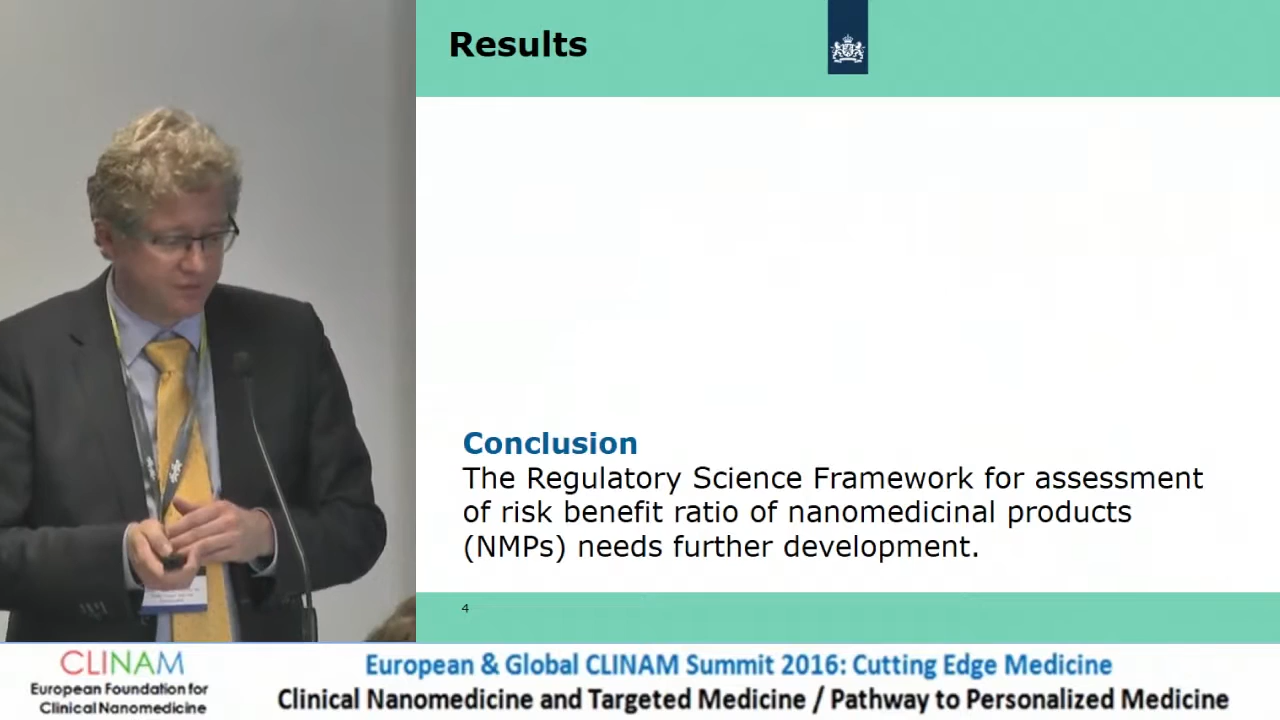 Results
Conclusion
The Regulatory Science Framework for assessment
of risk benefit ratio of nanomedicinal products
(NMPs) needs further development.
4
CLINAM
European Foundation for
Clinical Nanomedicine
European & Global CLINAM Summit 2016: Cutting Edge Medicine
Clinical Nanomedicine and Targeted Medicine / Pathway to Personalized Medicine